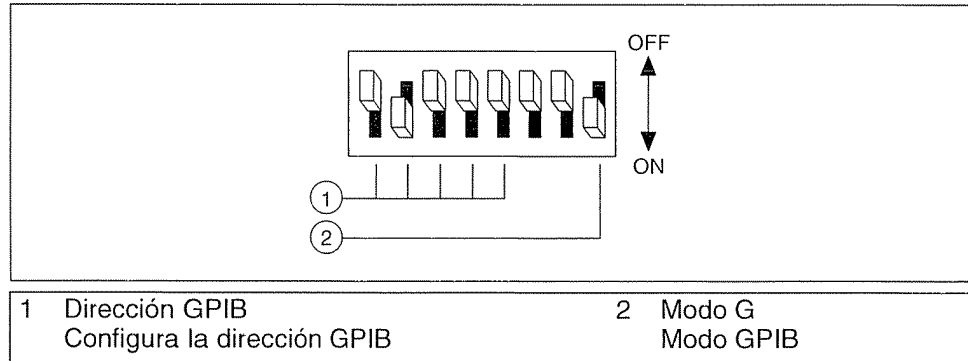 OFF
ON
1
2
1 Dirección GPIB
Configura la dirección GPIB
2 Modo G
Modo GPIB